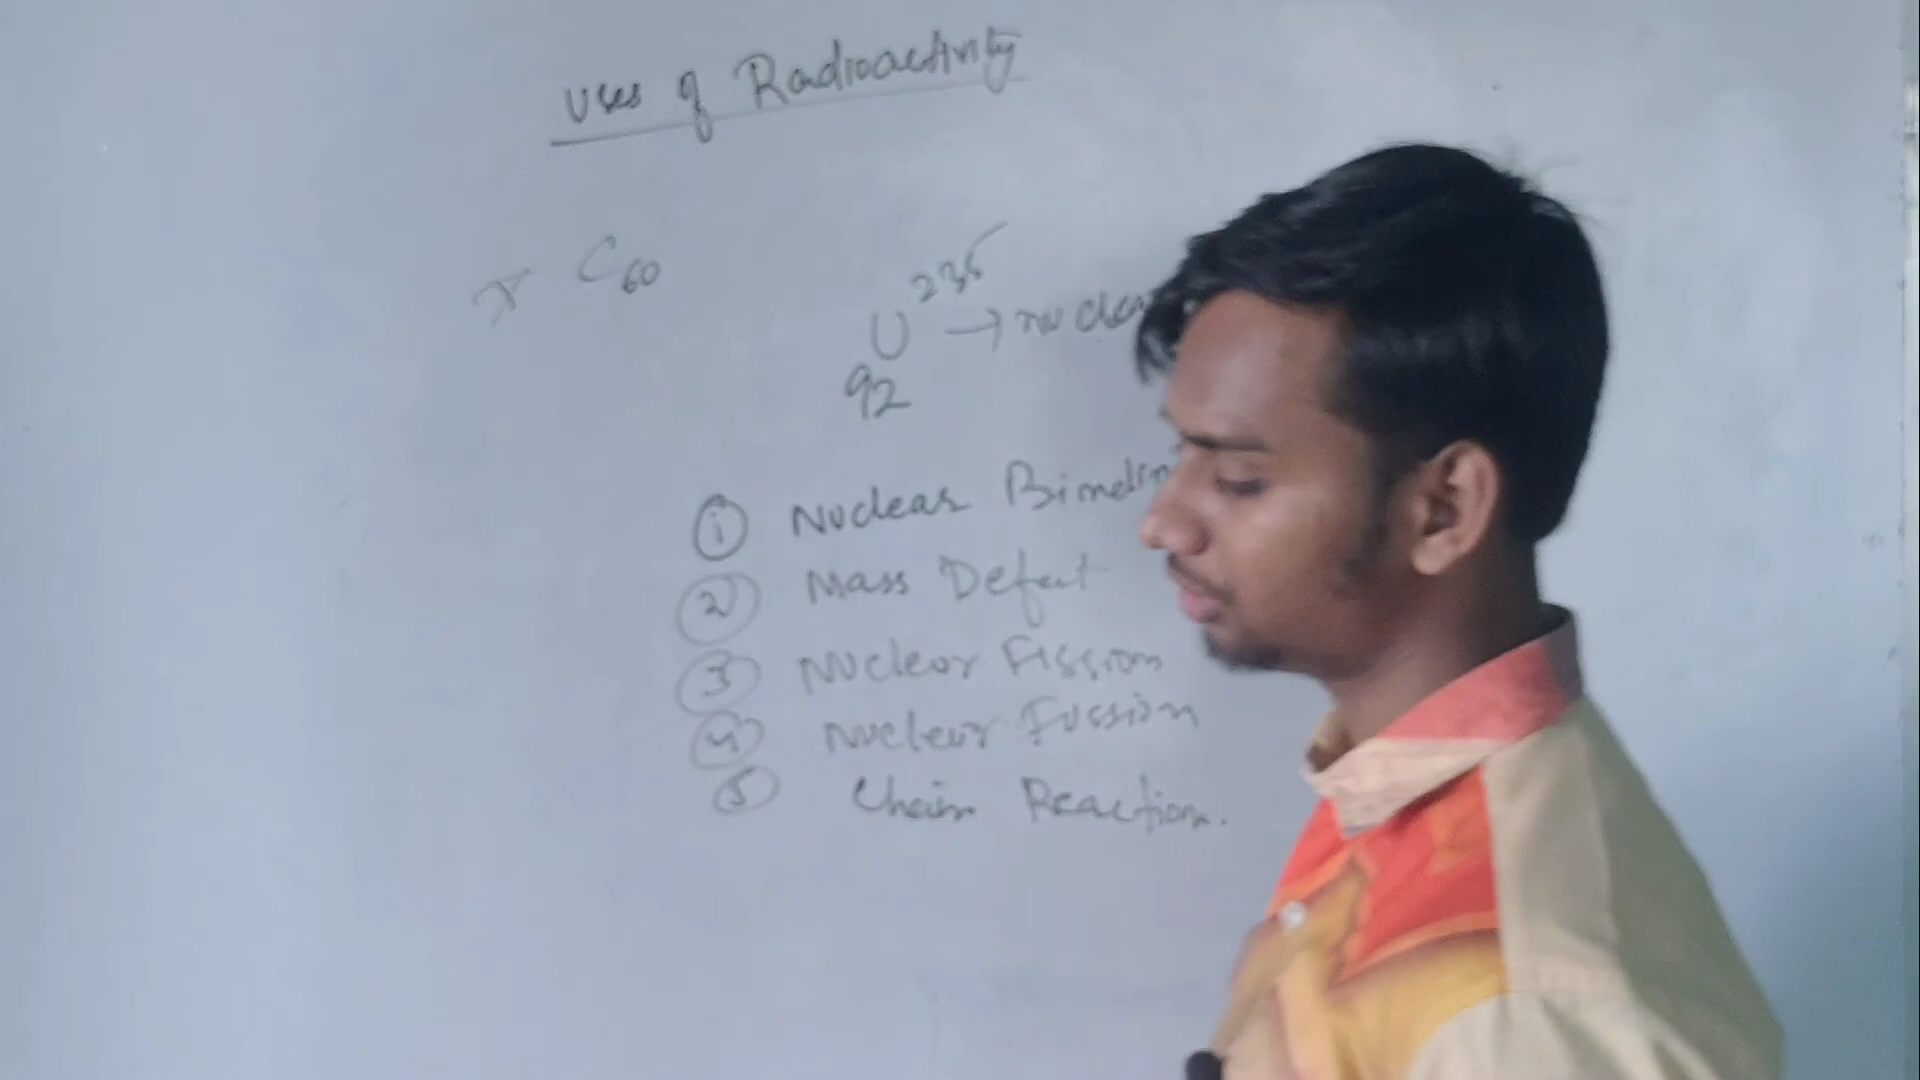 Uses of Radioactivity
C60
U 235 →
92
① Nuclear
② Mass Defect
③ Nuclear Fission
④ Nuclear Fussion
⑤ Chain Reaction.